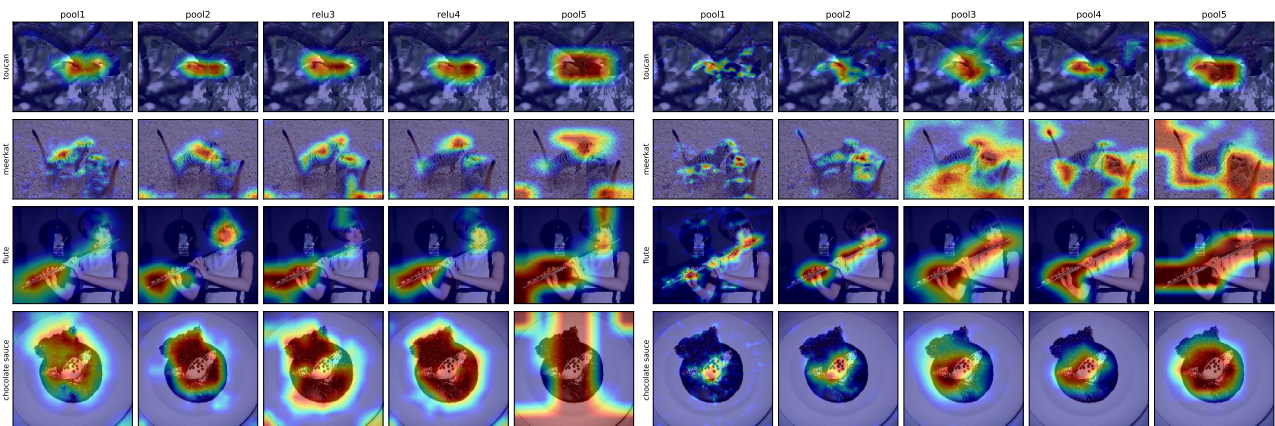 pool1 pool2 relu3 relu4 pool5 pool1 pool2 pool3 pool4 pool5
toucan toucan
meerkat meerkat
flute flute
chocolate sauce chocolate sauce